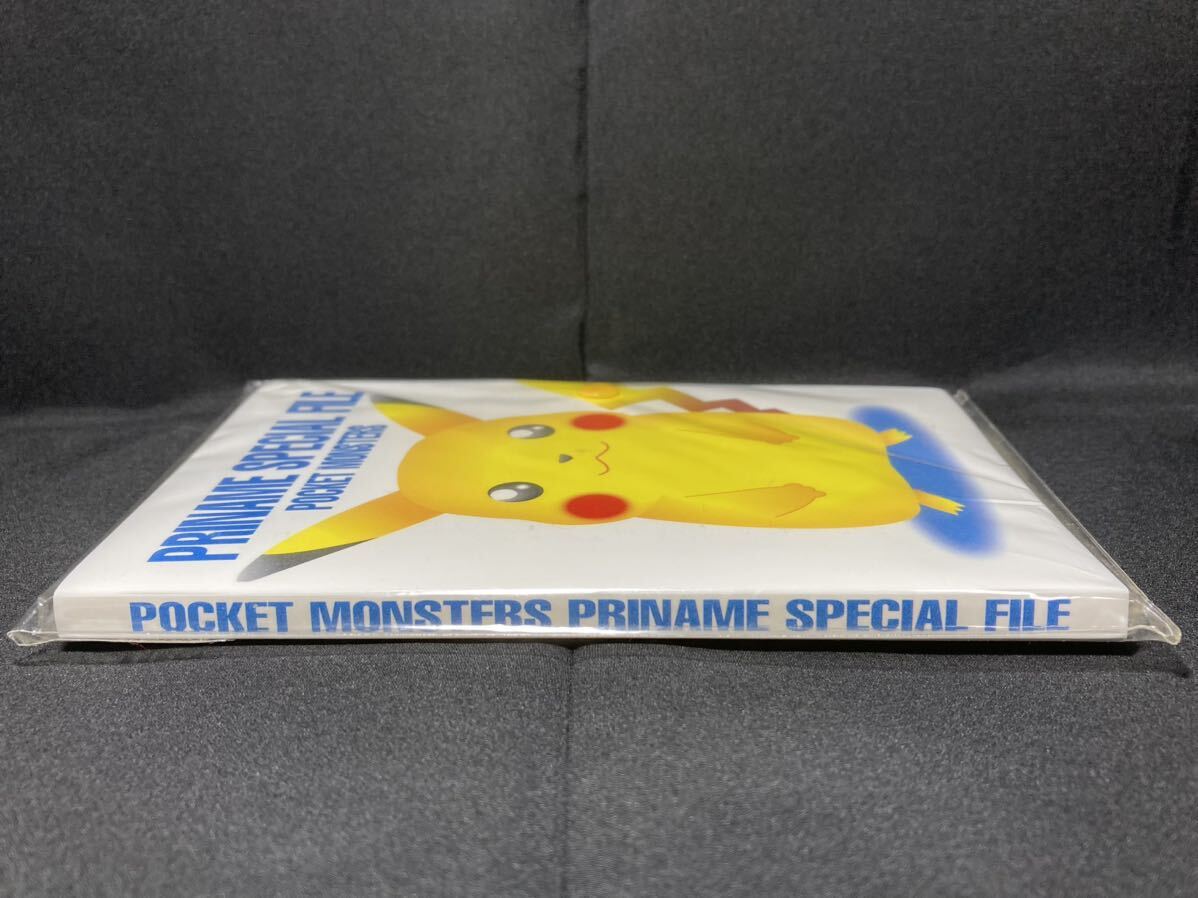 PRINAME SPECIAL FILE
POCKET MONSTERS
POCKET MONSTERS PRINAME SPECIAL FILE